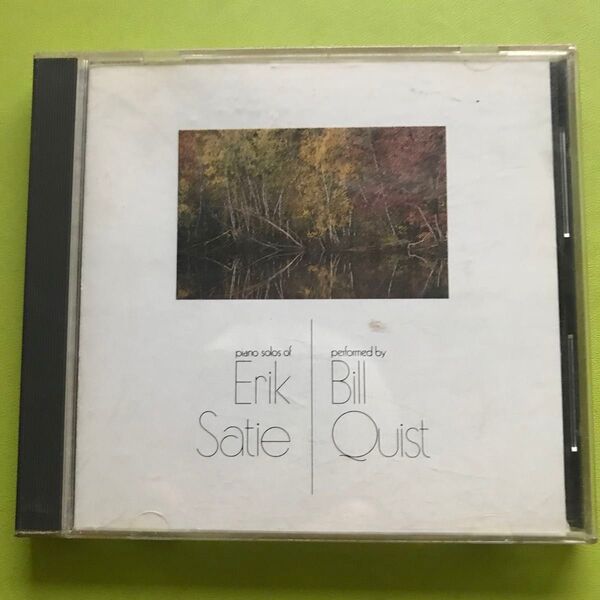 piano solos of
Erik
Satie
performed by
Bill
Quist